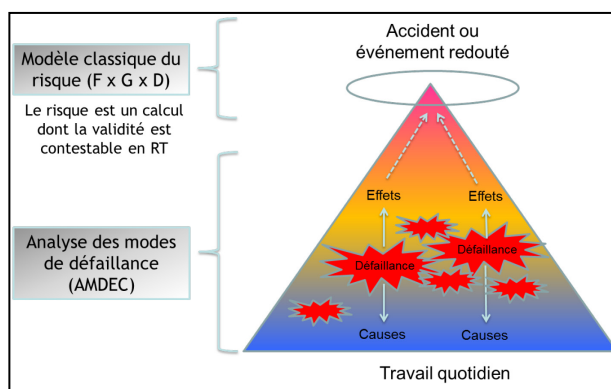 Accident ou
événement redouté
Modèle classique du
risque (F x G x D)
Le risque est un calcul
dont la validité est
contestable en RT
Effets
Effets
Analyse des modes
de défaillance
(AMDEC)
Défaillance
Défaillance
Causes
Causes
Travail quotidien